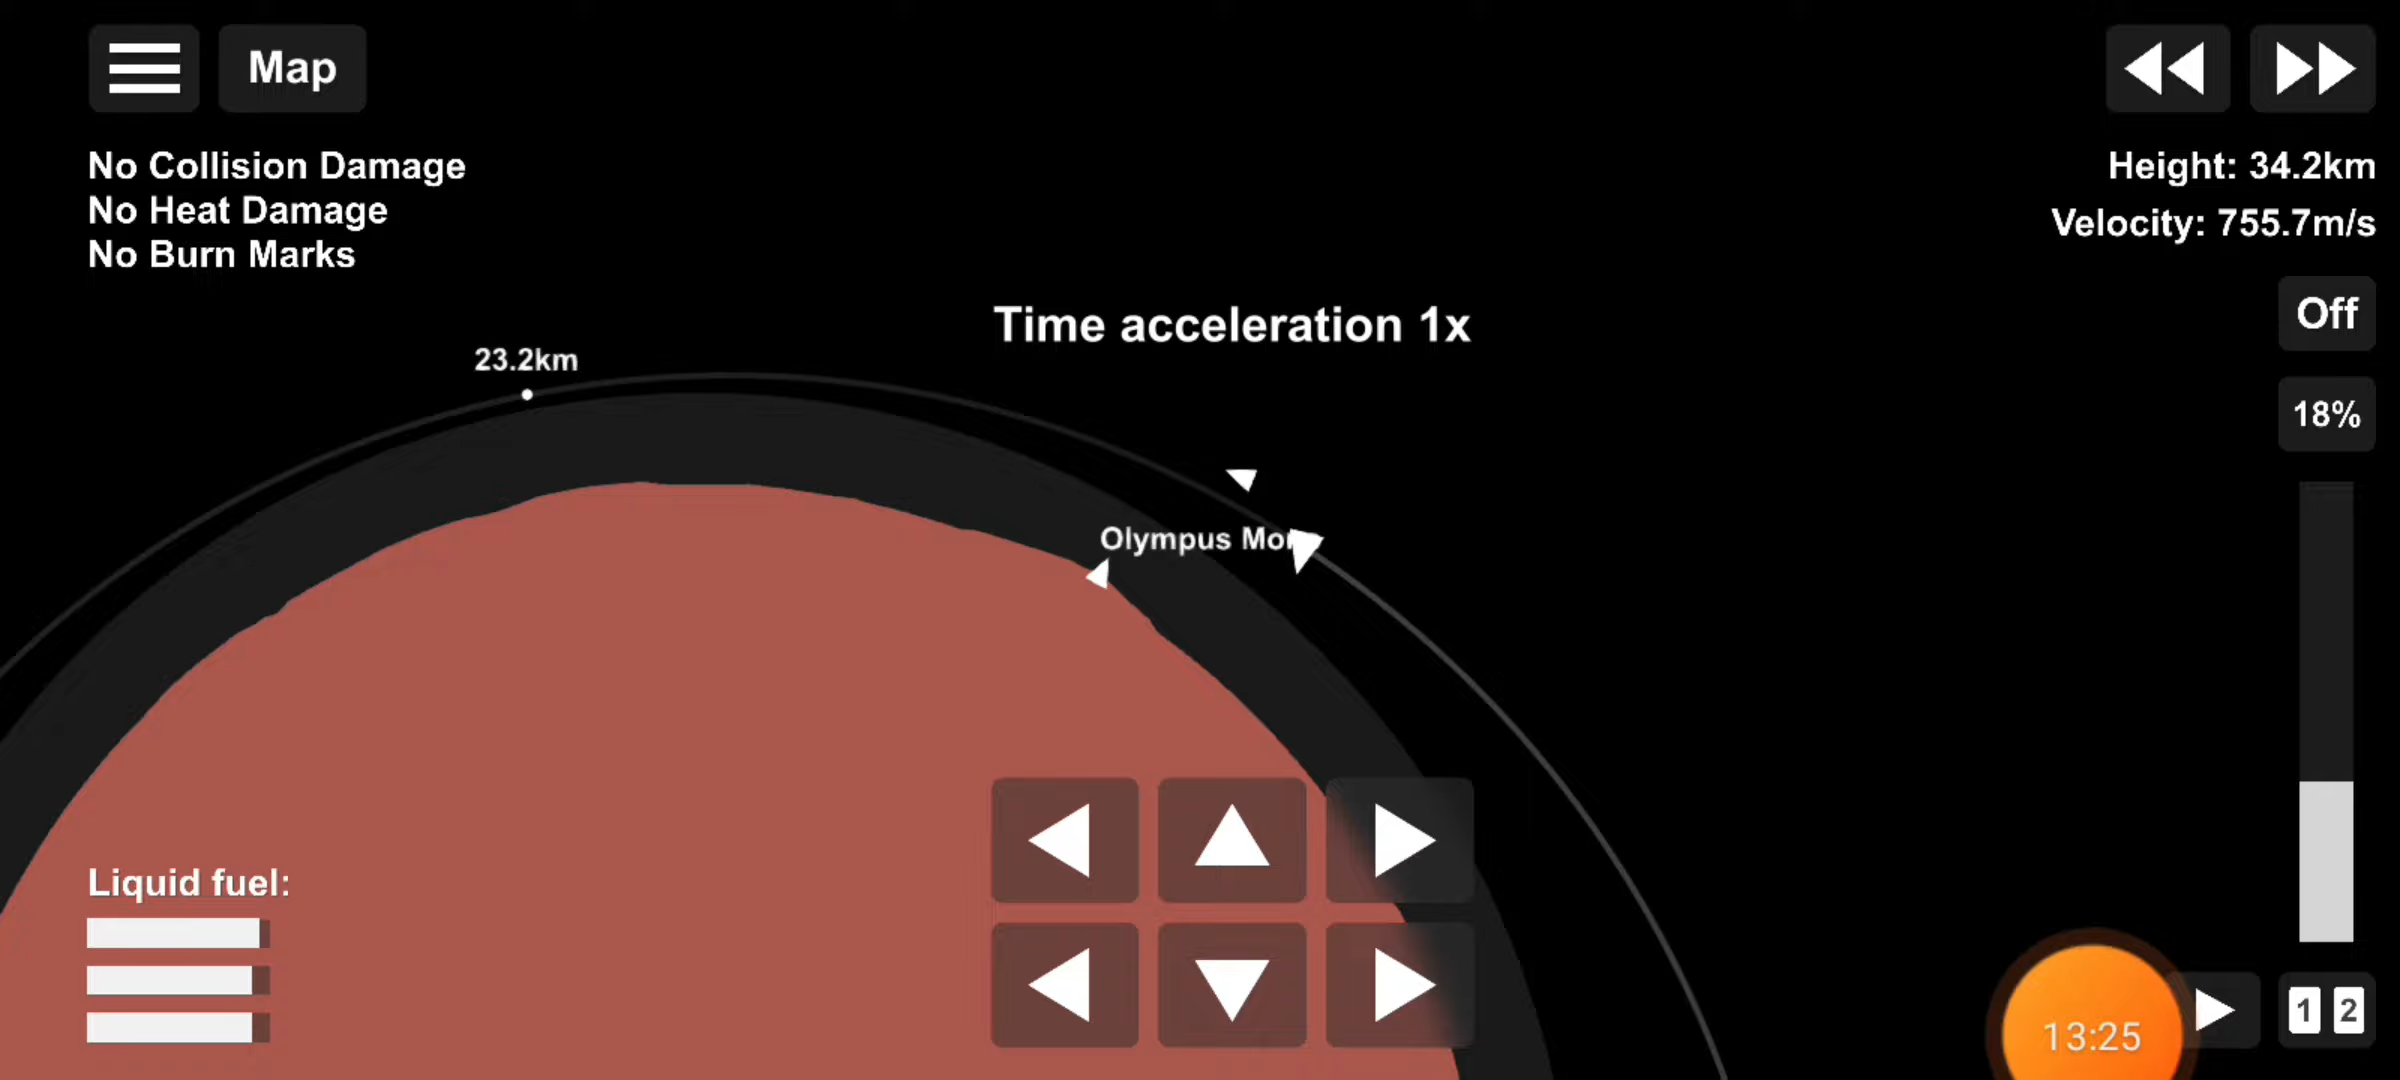 Map
No Collision Damage
No Heat Damage
No Burn Marks
Height: 34.2km
Velocity: 755.7m/s
Time acceleration 1x
Off
23.2km
18%
Olympus Mon
Liquid fuel:
13:25
1 2